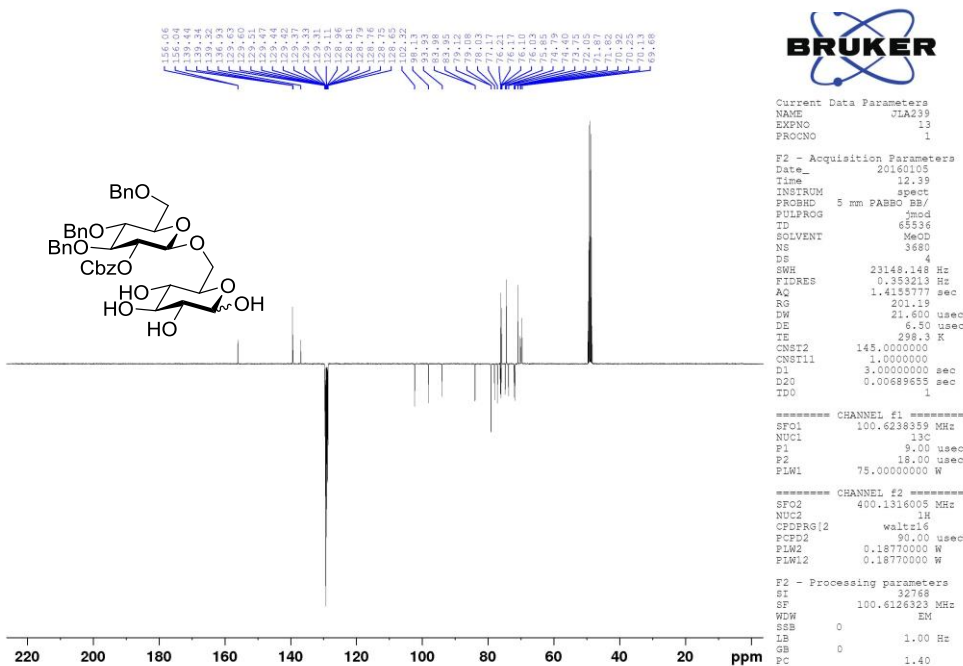 156.06
156.04
139.44
139.34
139.32
136.93
129.63
129.60
129.51
129.47
129.44
129.42
129.37
129.33
129.31
129.11
128.96
128.81
128.79
128.76
128.75
128.65
102.32
98.13
93.93
83.98
83.95
79.12
79.08
78.03
77.17
76.21
76.17
76.10
76.03
75.85
74.79
74.40
73.75
72.05
71.87
71.82
70.92
70.25
70.13
69.68
BnO
BnO
BnO
O
O
CbzO
O
HO
HO
HO
OH
220 200 180 160 140 120 100 80 60 40 20 ppm
BRUKER
Current Data Parameters
NAME JLA239
EXPNO 13
PROCNO 1
F2 - Acquisition Parameters
Date_ 20160105
Time 12.39
INSTRUM spect
PROBHD 5 mm PABBO BB/
PULPROG jmod
TD 65536
SOLVENT MeOD
NS 3680
DS 4
SWH 23148.148 Hz
FIDRES 0.353213 Hz
AQ 1.4155777 sec
RG 201.19
DW 21.600 usec
DE 6.50 usec
TE 298.3 K
CNST2 145.0000000
CNST11 1.0000000
D1 3.00000000 sec
D20 0.00689655 sec
TD0 1
======== CHANNEL f1 ========
SFO1 100.6238359 MHz
NUC1 13C
P1 9.00 usec
P2 18.00 usec
PLW1 75.00000000 W
======== CHANNEL f2 ========
SFO2 400.1316005 MHz
NUC2 1H
CPDPRG[2 waltz16
PCPD2 90.00 usec
PLW2 0.18770000 W
PLW12 0.18770000 W
F2 - Processing parameters
SI 32768
SF 100.6126323 MHz
WDW EM
SSB 0
LB 1.00 Hz
GB 0
PC 1.40